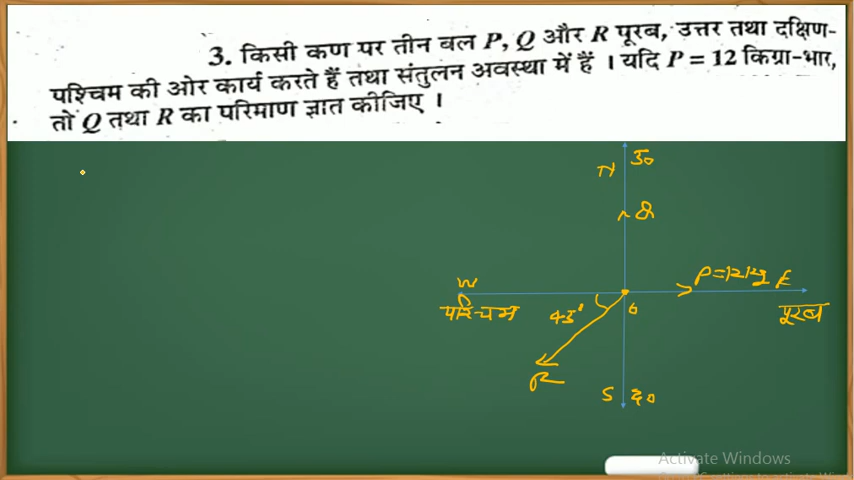 3. किसी कण पर तीन बल P, Q और R पूरब, उत्तर तथा दक्षिण-
पश्चिम की ओर कार्य करते हैं तथा संतुलन अवस्था में हैं । यदि P = 12 किग्रा-भार,
तो Q तथा R का परिमाण ज्ञात कीजिए ।
N उ०
Q
P=12kg E
W
पश्चिम
45°
0
पूरब
R
S द०
Activate Windows